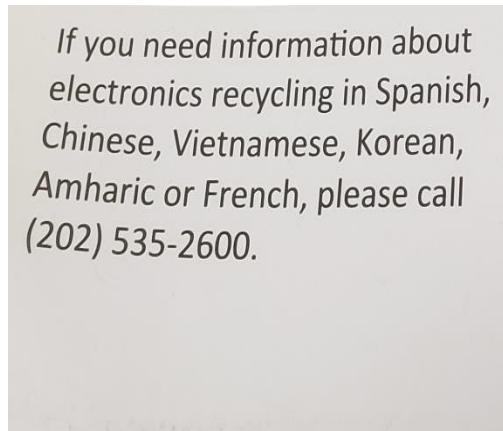 If you need information about
electronics recycling in Spanish,
Chinese, Vietnamese, Korean,
Amharic or French, please call
(202) 535-2600.